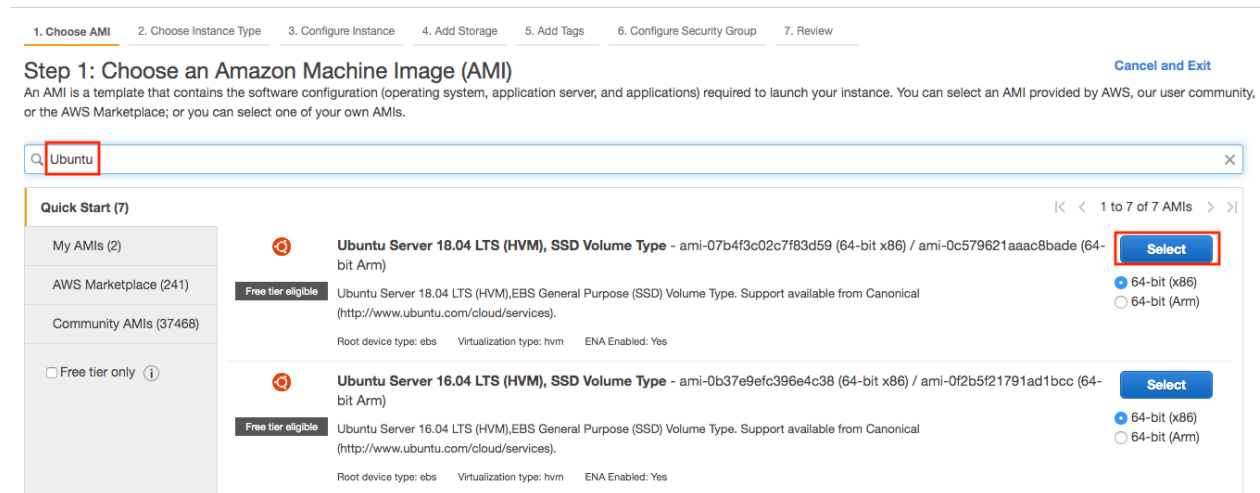 1. Choose AMI 2. Choose Instance Type 3. Configure Instance 4. Add Storage 5. Add Tags 6. Configure Security Group 7. Review
Step 1: Choose an Amazon Machine Image (AMI)
Cancel and Exit
An AMI is a template that contains the software configuration (operating system, application server, and applications) required to launch your instance. You can select an AMI provided by AWS, our user community,
or the AWS Marketplace; or you can select one of your own AMIs.
Ubuntu
Quick Start (7)
1 to 7 of 7 AMIs
My AMIs (2)
AWS Marketplace (241)
Community AMIs (37468)
Free tier only
Ubuntu Server 18.04 LTS (HVM), SSD Volume Type - ami-07b4f3c02c7f83d59 (64-bit x86) / ami-0c579621aaac8bade (64-
bit Arm)
Free tier eligible
Ubuntu Server 18.04 LTS (HVM),EBS General Purpose (SSD) Volume Type. Support available from Canonical
(http://www.ubuntu.com/cloud/services).
Root device type: ebs Virtualization type: hvm ENA Enabled: Yes
Select
64-bit (x86)
64-bit (Arm)
Ubuntu Server 16.04 LTS (HVM), SSD Volume Type - ami-0b37e9efc396e4c38 (64-bit x86) / ami-0f2b5f21791ad1bcc (64-
bit Arm)
Free tier eligible
Ubuntu Server 16.04 LTS (HVM),EBS General Purpose (SSD) Volume Type. Support available from Canonical
(http://www.ubuntu.com/cloud/services).
Root device type: ebs Virtualization type: hvm ENA Enabled: Yes
Select
64-bit (x86)
64-bit (Arm)